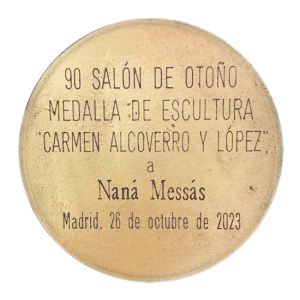 90 SALÓN DE OTOÑO
MEDALLA DE ESCULTURA
"CARMEN ALCOVERRO Y LÓPEZ"
a
Naná Messás
Madrid, 26 de octubre de 2023